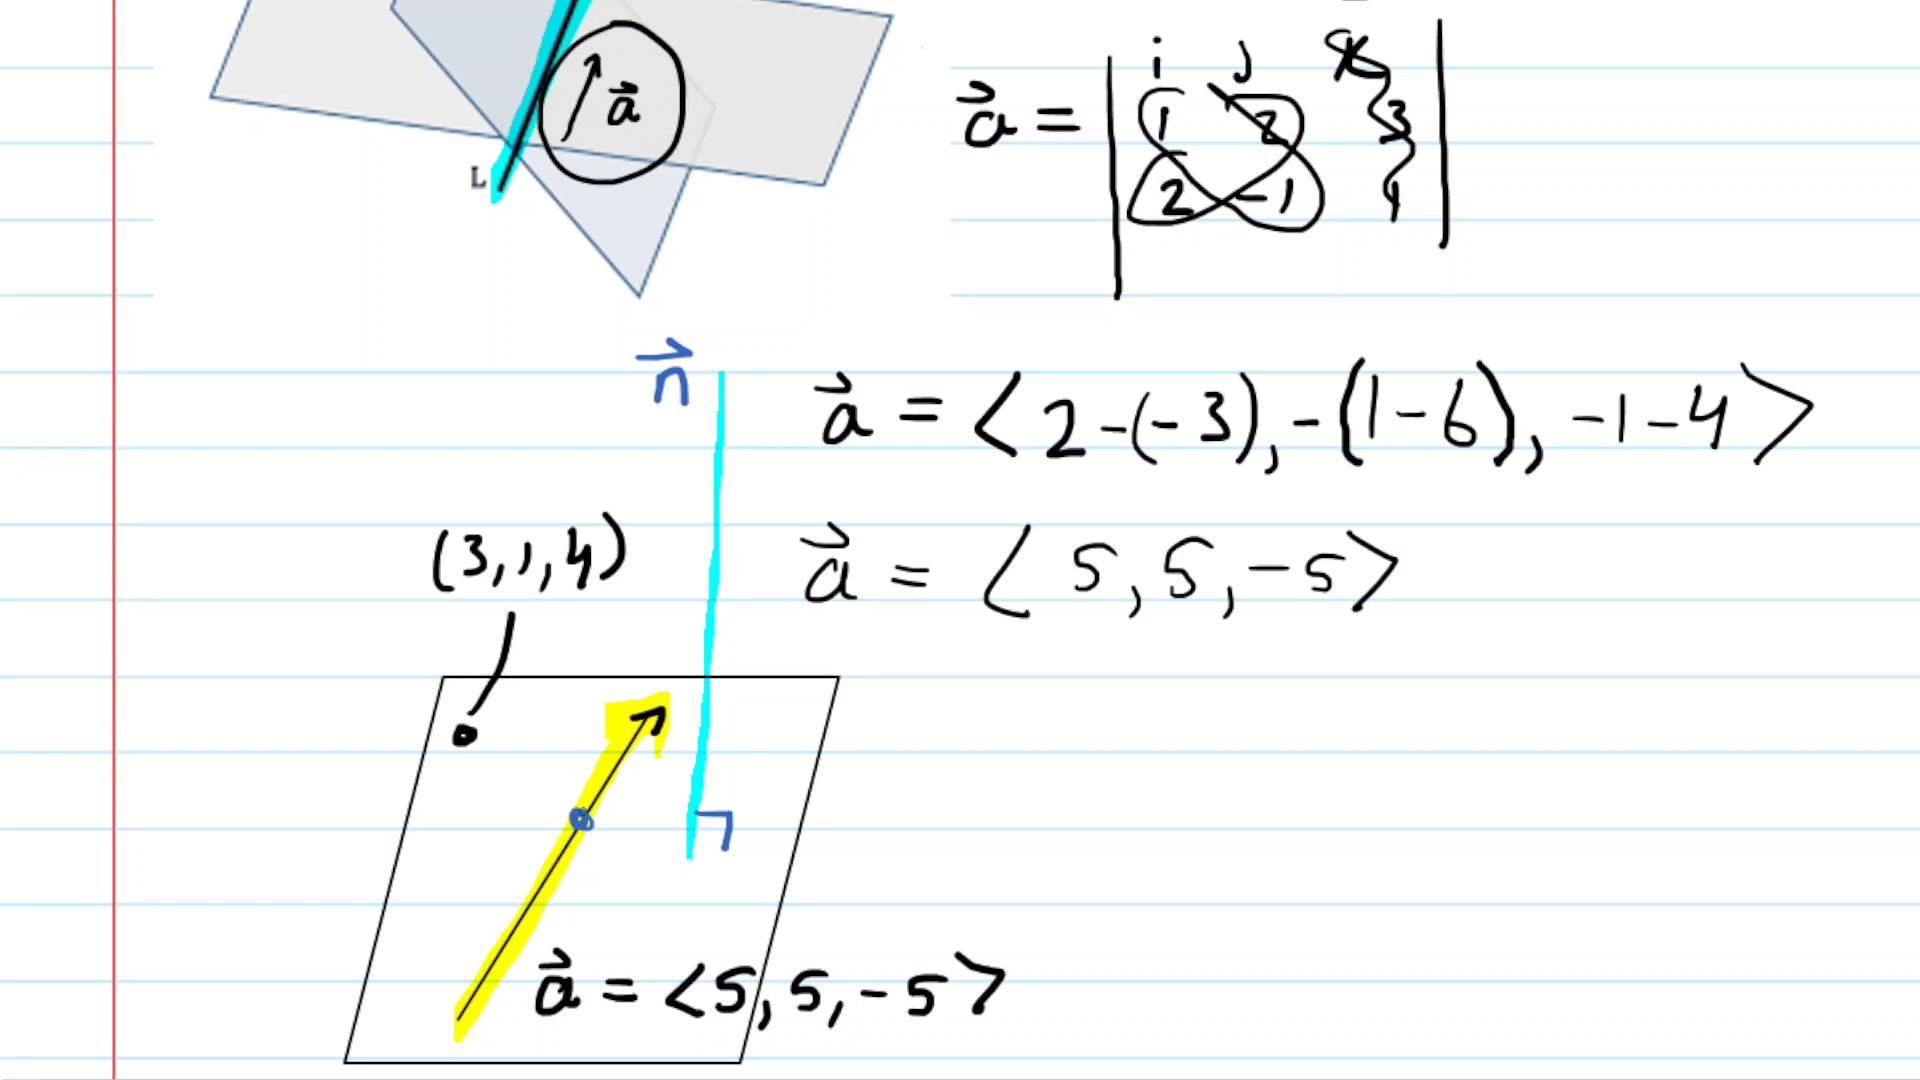 a⃗
L
a⃗ = | i j k
1 2 3
2 -1 1 |
n⃗
a⃗ = ⟨2-(-3), -(1-6), -1-4⟩
(3,1,4)
a⃗ = ⟨5, 5, -5⟩
a⃗ = <5, 5, -5>